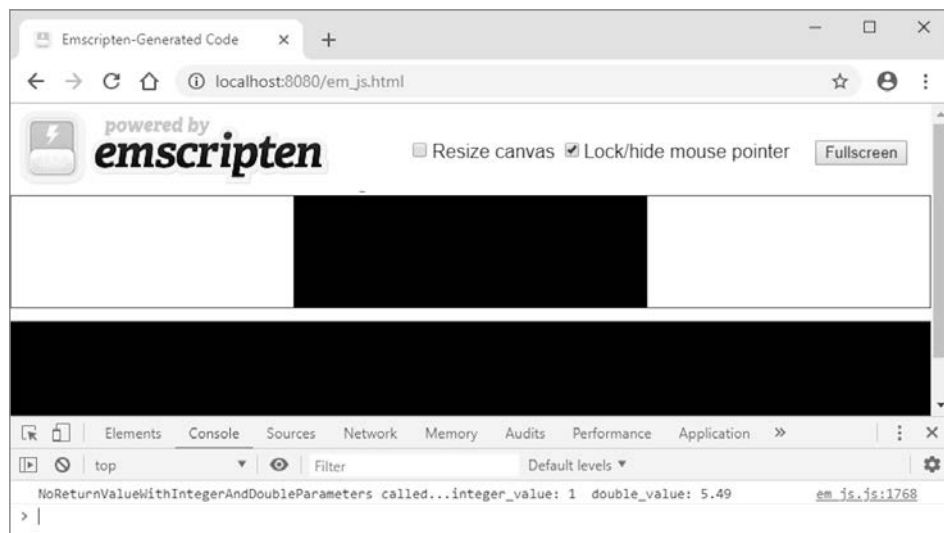 Emscripten-Generated Code
localhost:8080/em_js.html
powered by
emscripten
Resize canvas Lock/hide mouse pointer Fullscreen
Elements Console Sources Network Memory Audits Performance Application »
top Filter Default levels ▼
NoReturnValueWithIntegerAndDoubleParameters called...integer_value: 1 double_value: 5.49 em_js.js:1768
>